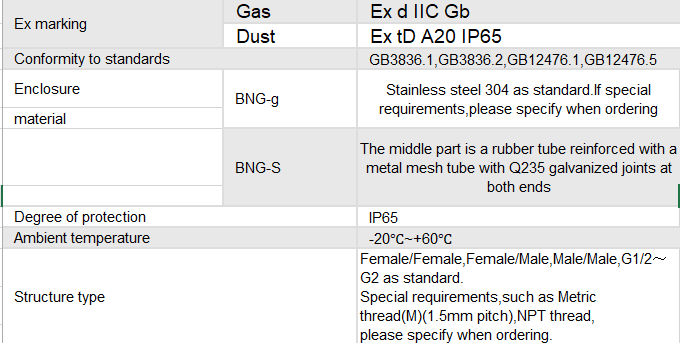 Ex marking
Gas
Ex d IIC Gb
Dust
Ex tD A20 IP65
Conformity to standards
GB3836.1,GB3836.2,GB12476.1,GB12476.5
Enclosure
material
BNG-g
Stainless steel 304 as standard.If special
requirements,please specify when ordering
BNG-S
The middle part is a rubber tube reinforced with a
metal mesh tube with Q235 galvanized joints at
both ends
Degree of protection
IP65
Ambient temperature
-20℃~+60℃
Structure type
Female/Female,Female/Male,Male/Male,G1/2～
G2 as standard.
Special requirements,such as Metric
thread(M)(1.5mm pitch),NPT thread,
please specify when ordering.